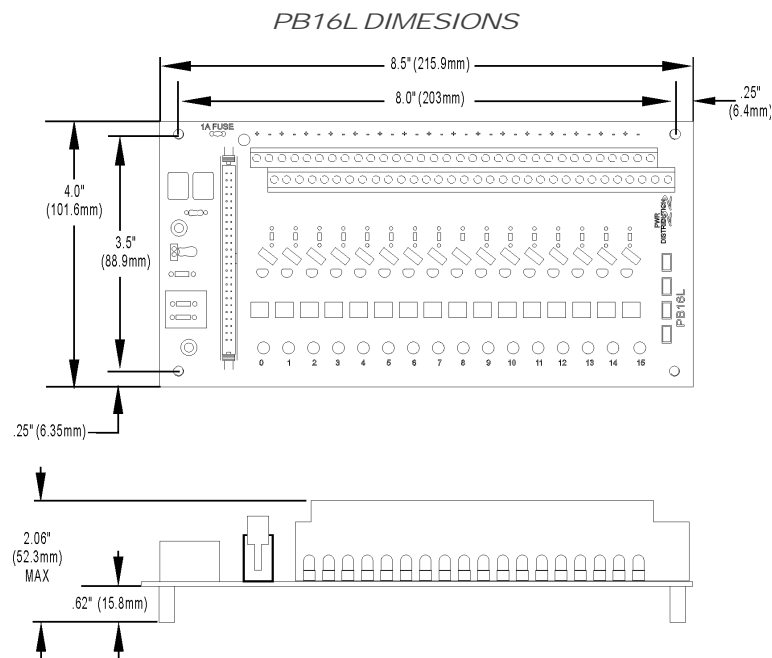 PB16L DIMESIONS
8.5" (215.9mm)
8.0" (203mm)
.25"
(6.4mm)
1A FUSE
+ - + - + - + - + - + - + - + - + - + - + - + - + - + - + - + -
4.0"
(101.6mm)
3.5"
(88.9mm)
PWR
DISTRIBUTION
PB16L
0 1 2 3 4 5 6 7 8 9 10 11 12 13 14 15
.25" (6.35mm)
2.06"
(52.3mm)
MAX
.62" (15.8mm)